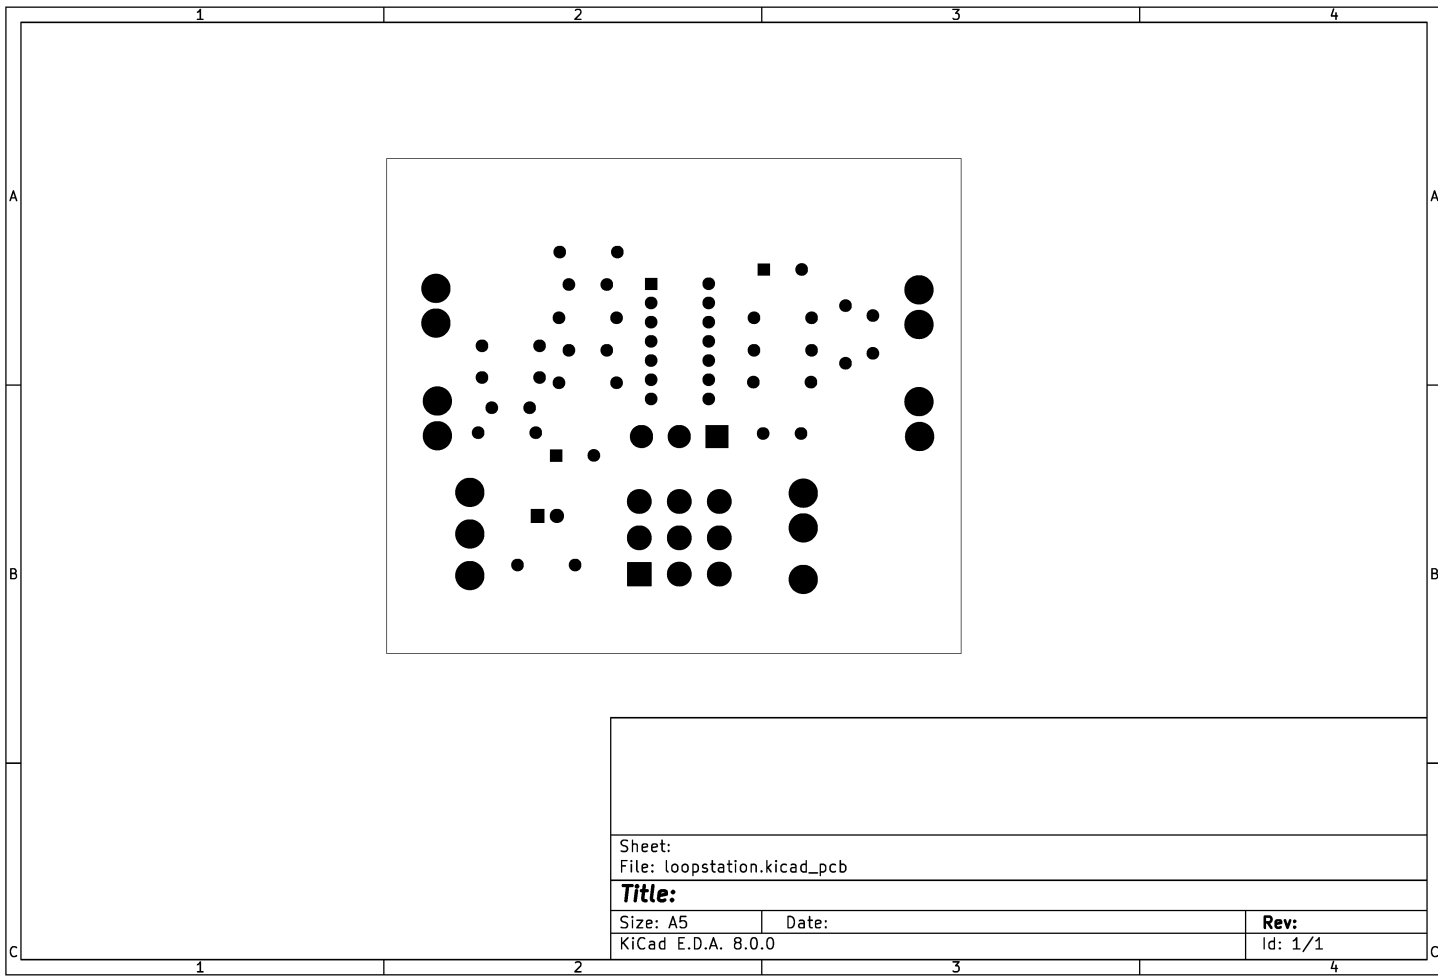 1 2 3 4
A A
B B
Sheet:
File: loopstation.kicad_pcb
Title:
Size: A5 Date: Rev:
KiCad E.D.A. 8.0.0 Id: 1/1
C C
1 2 3 4